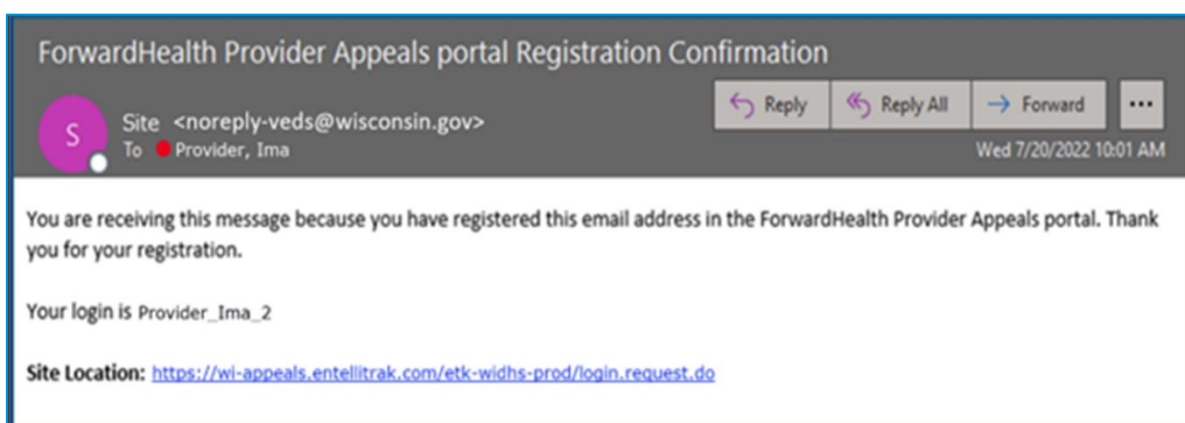 ForwardHealth Provider Appeals portal Registration Confirmation
Reply Reply All Forward ...
S
Site <noreply-veds@wisconsin.gov>
To Provider, Ima
Wed 7/20/2022 10:01 AM
You are receiving this message because you have registered this email address in the ForwardHealth Provider Appeals portal. Thank
you for your registration.
Your login is Provider_Ima_2
Site Location: https://wi-appeals.entellitrak.com/etk-widhs-prod/login.request.do